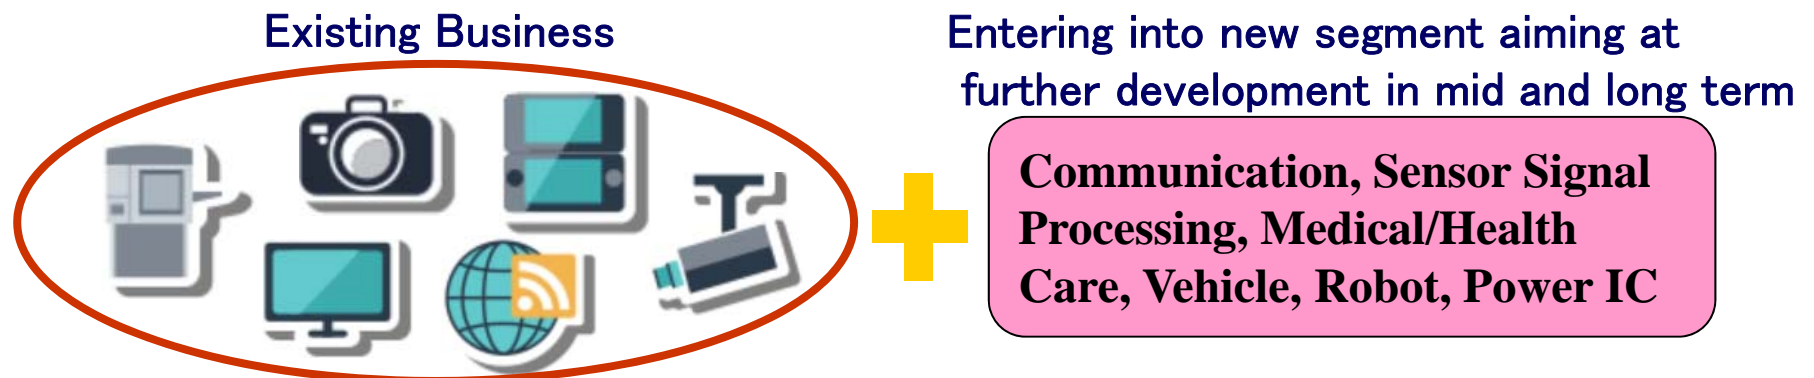 Existing Business
Entering into new segment aiming at
further development in mid and long term
Communication, Sensor Signal
Processing, Medical/Health
Care, Vehicle, Robot, Power IC